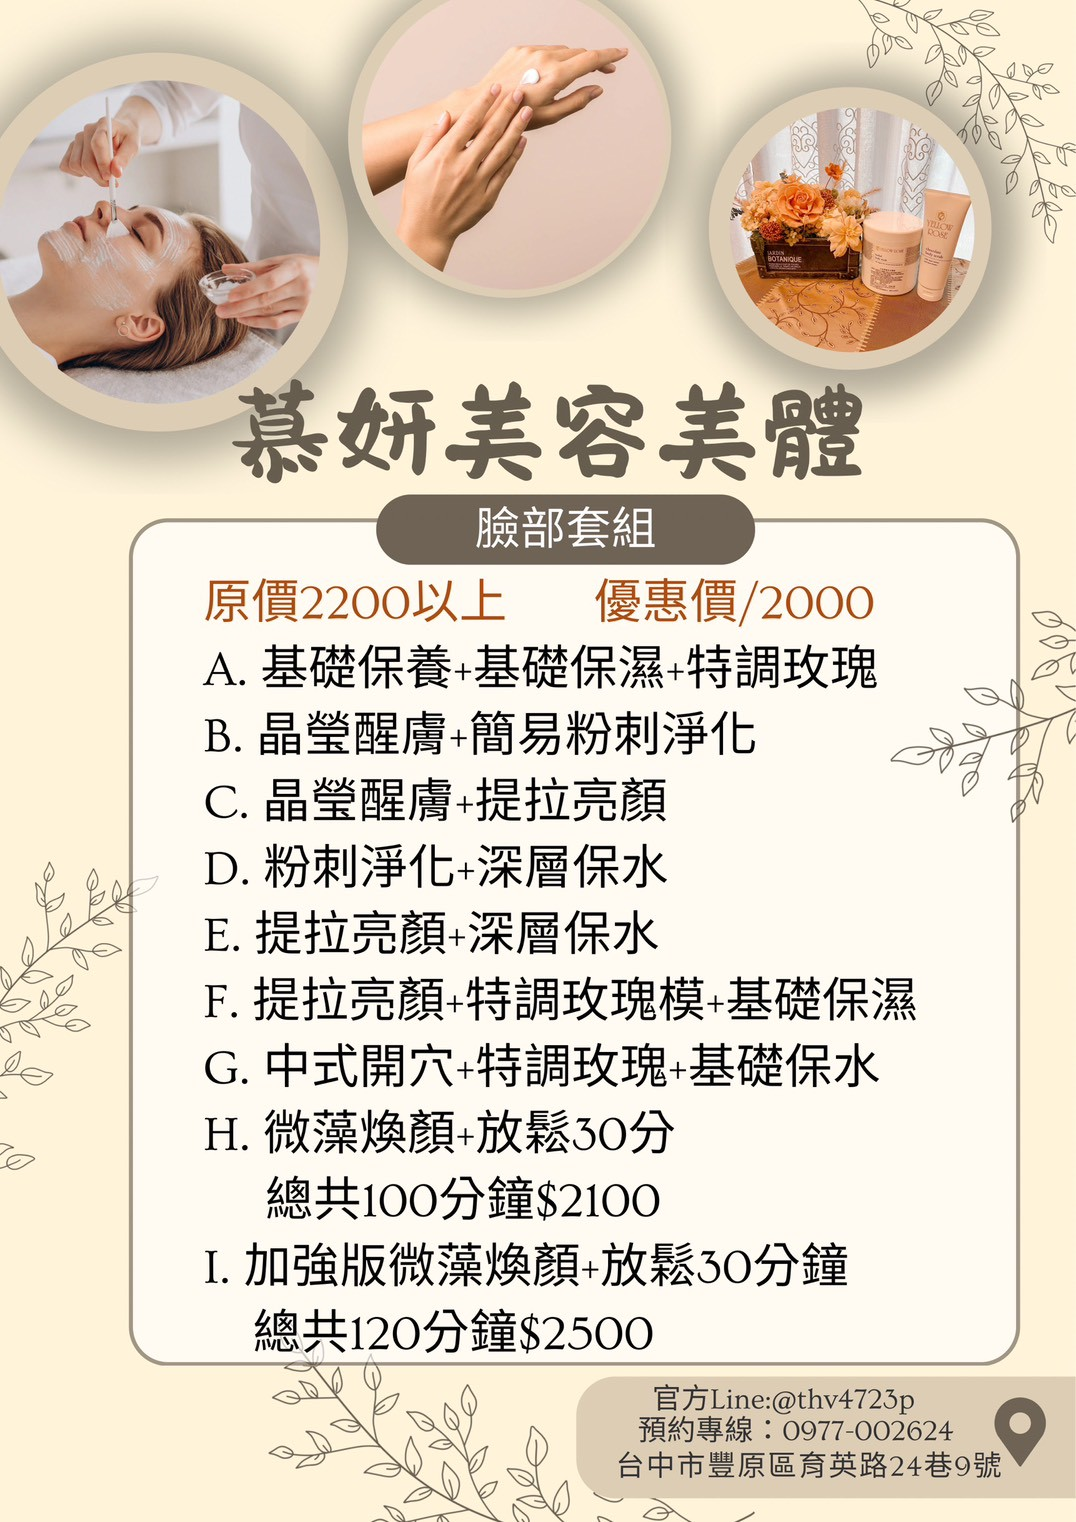 JARDIN
BOTANIQUE
YELLOW
ROSE
慕妍美容美體
臉部套組
原價2200以上 優惠價/2000
A. 基礎保養+基礎保濕+特調玫瑰
B. 晶瑩醒膚+簡易粉刺淨化
C. 晶瑩醒膚+提拉亮顏
D. 粉刺淨化+深層保水
E. 提拉亮顏+深層保水
F. 提拉亮顏+特調玫瑰模+基礎保濕
G. 中式開穴+特調玫瑰+基礎保水
H. 微藻煥顏+放鬆30分
總共100分鐘$2100
I. 加強版微藻煥顏+放鬆30分鐘
總共120分鐘$2500
官方Line:@thv4723p
預約專線：0977-002624
台中市豐原區育英路24巷9號